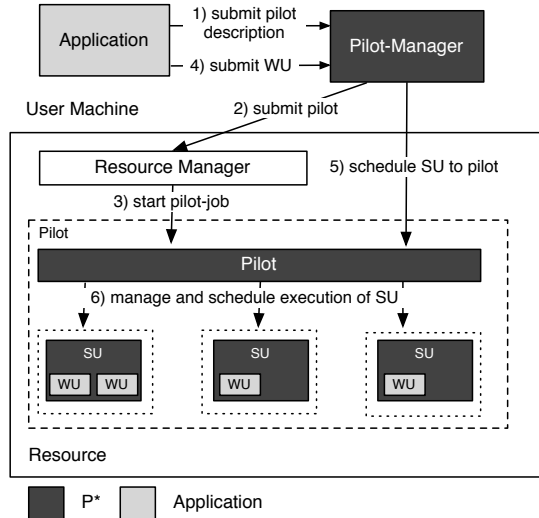 1) submit pilot
description
Application
Pilot-Manager
4) submit WU
User Machine
2) submit pilot
Resource Manager
5) schedule SU to pilot
3) start pilot-job
Pilot
Pilot
6) manage and schedule execution of SU
SU
SU
SU
WU
WU
WU
WU
Resource
P*
Application